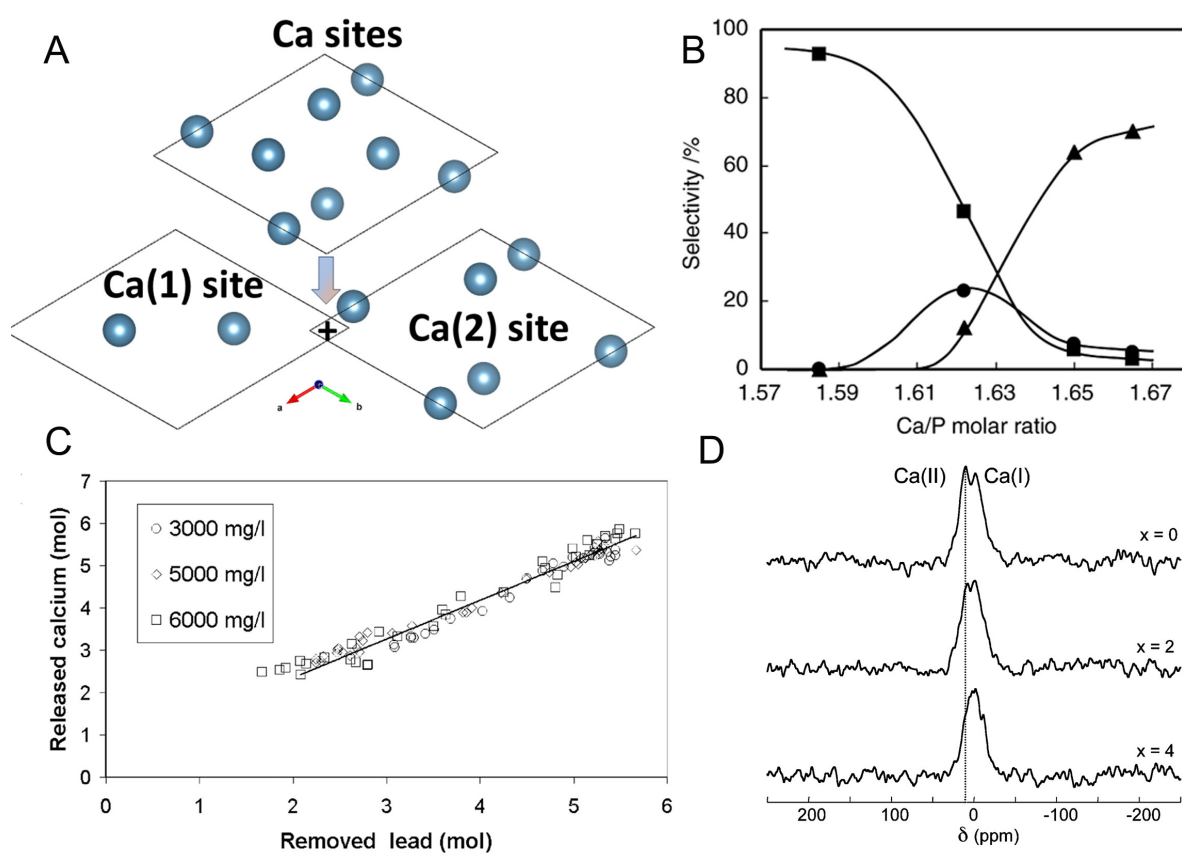 A
Ca sites
Ca(1) site
+
Ca(2) site
a
b
B
100
80
60
40
20
0
Selectivity /%
1.57
1.59
1.61
1.63
1.65
1.67
Ca/P molar ratio
C
7
6
5
4
3
2
1
0
Released calcium (mol)
3000 mg/l
5000 mg/l
6000 mg/l
0
1
2
3
4
5
6
Removed lead (mol)
D
Ca(II)
Ca(I)
x = 0
x = 2
x = 4
200
100
0
-100
-200
δ (ppm)